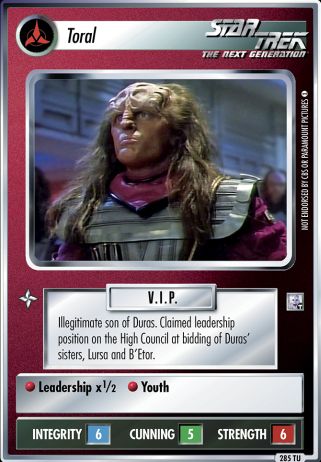 Toral
STAR TREK
THE NEXT GENERATION
NOT ENDORSED BY CBS OR PARAMOUNT PICTURES
V.I.P.
Illegitimate son of Duras. Claimed leadership
position on the High Council at bidding of Duras'
sisters, Lursa and B'Etor.
Leadership x1/2 Youth
INTEGRITY 6 CUNNING 5 STRENGTH 6
285 TU